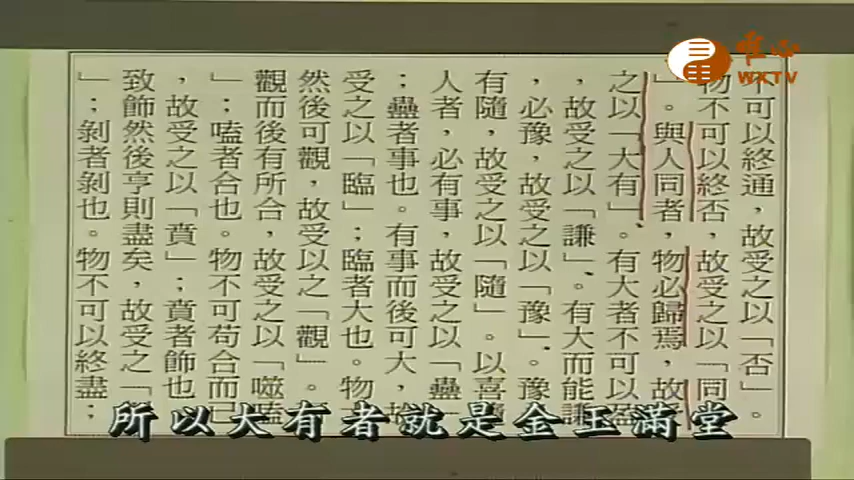 不可以終通，故受之以「否」。
物不可以終否，故受之以「同
」。與人同者，物必歸焉，故
之以「大有」。有大者不可以盈
，故受之以「謙」。有大而能謙
，必豫，故受之以「豫」。豫
有隨，故受之以「隨」。以喜隨
人者，必有事，故受之以「蠱
；蠱者事也。有事而後可大，故
受之以「臨」；臨者大也。物
然後可觀，故受以之「觀」。
觀而後有所合，故受之以「噬嗑
」；嗑者合也。物不可苟合而已
，故受之以「賁」；賁者飾也
致飾然後亨則盡矣，故受之「
」；剝者剝也。物不可以終盡；
唯心
WXTV
所以大有者就是金玉滿堂